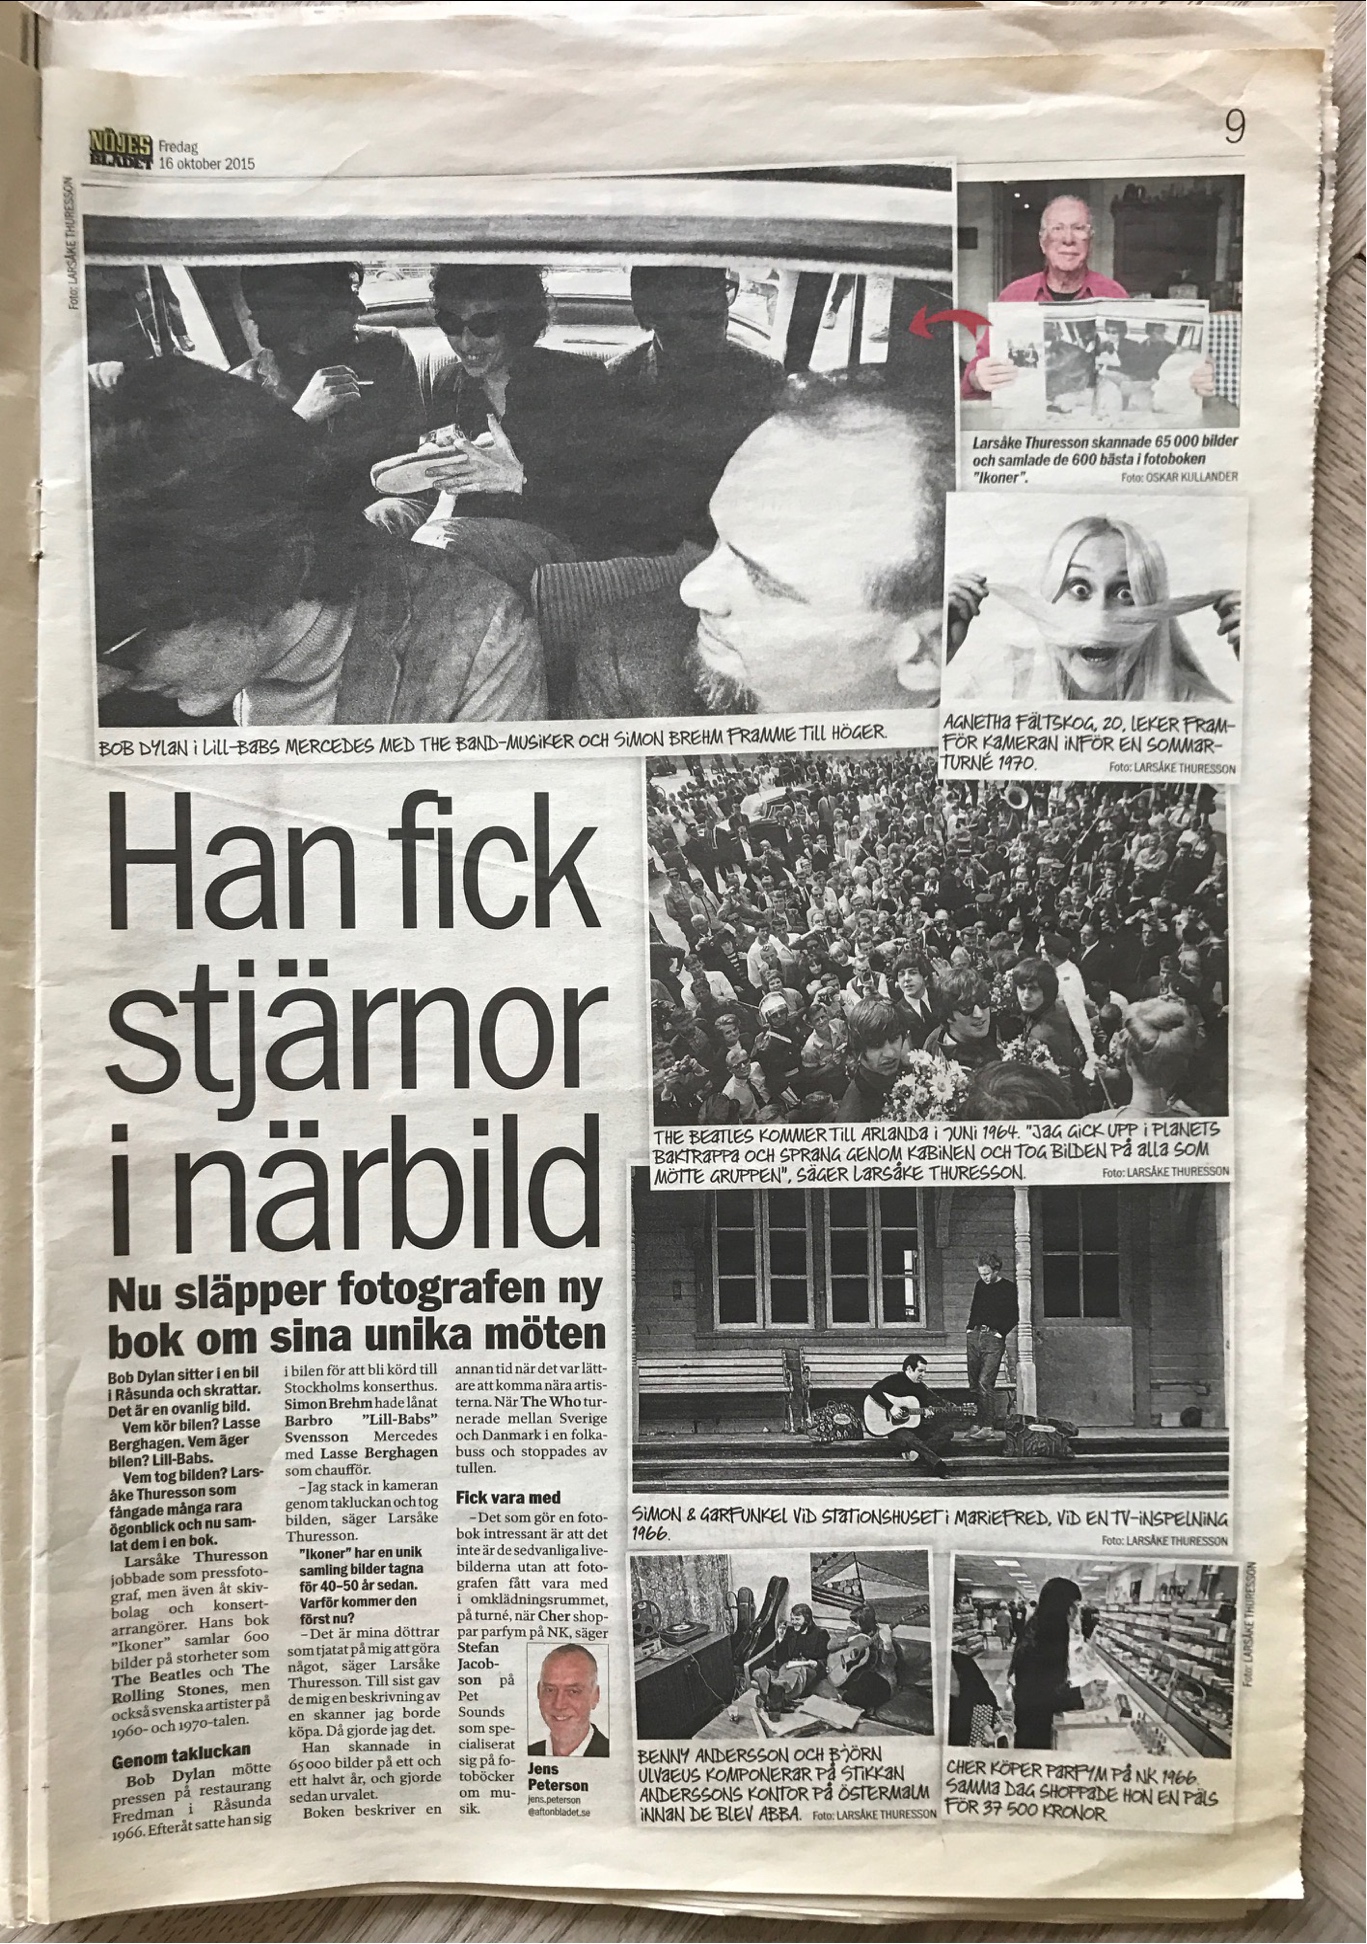 NÖJES
BLADET
Fredag
16 oktober 2015
9
Foto: LARSÅKE THURESSON
Larsåke Thuresson skannade 65 000 bilder
och samlade de 600 bästa i fotoboken
"Ikoner".
Foto: OSKAR KULLANDER
BOB DYLAN i LILL-BABS MERCEDES MED THE BAND-MUSIKER OCH SIMON BREHM FRAMME TILL HÖGER.
AGNETHA FÄLTSKOG, 20, LEKER FRAM-
FÖR KAMERAN INFÖR EN SOMMAR-
TURNÉ 1970.
Foto: LARSÅKE THURESSON
Han fick
stjärnor
i närbild
Nu släpper fotografen ny
bok om sina unika möten
THE BEATLES KOMMER TILL ARLANDA I JUNI 1964. "JAG GICK UPP I PLANETS
BAKTRAPPA OCH SPRANG GENOM KABINEN OCH TOG BILDEN PÅ ALLA SOM
MÖTTE GRUPPEN", SÄGER LARSÅKE THURESSON.
Foto: LARSÅKE THURESSON
Bob Dylan sitter i en bil
i Råsunda och skrattar.
Det är en ovanlig bild.
Vem kör bilen? Lasse
Berghagen. Vem äger
bilen? Lill-Babs.
Vem tog bilden? Lars-
åke Thuresson som
fångade många rara
ögonblick och nu sam-
lat dem i en bok.
Larsåke Thuresson
jobbade som pressfoto-
graf, men även åt skiv-
bolag och konsert-
arrangörer. Hans bok
"Ikoner" samlar 600
bilder på storheter som
The Beatles och The
Rolling Stones, men
också svenska artister på
1960- och 1970-talen.
Genom takluckan
Bob Dylan mötte
pressen på restaurang
Fredman i Råsunda
1966. Efteråt satte han sig
i bilen för att bli körd till
Stockholms konserthus.
Simon Brehm hade lånat
Barbro "Lill-Babs"
Svensson Mercedes
med Lasse Berghagen
som chaufför.
–Jag stack in kameran
genom takluckan och tog
bilden, säger Larsåke
Thuresson.
"Ikoner" har en unik
samling bilder tagna
för 40–50 år sedan.
Varför kommer den
först nu?
–Det är mina döttrar
som tjatat på mig att göra
något, säger Larsåke
Thuresson. Till sist gav
de mig en beskrivning av
en skanner jag borde
köpa. Då gjorde jag det.
Han skannade in
65 000 bilder på ett och
ett halvt år, och gjorde
sedan urvalet.
Boken beskriver en
annan tid när det var lätt-
are att komma nära artis-
terna. När The Who tur-
nerade mellan Sverige
och Danmark i en folka-
buss och stoppades av
tullen.
Fick vara med
–Det som gör en foto-
bok intressant är att det
inte är de sedvanliga live-
bilderna utan att foto-
grafen fått vara med
i omklädningsrummet,
på turné, när Cher shop-
par parfym på NK, säger
Stefan
Jacob-
son på
Pet
Sounds
som spe-
cialiserat
sig på fo-
toböcker
om mu-
sik.
Jens
Peterson
jens.peterson
@aftonbladet.se
SIMON & GARFUNKEL VID STATIONSHUSET I MARIEFRED, VID EN TV-INSPELNING
1966.
Foto: LARSÅKE THURESSON
BENNY ANDERSSON OCH BJÖRN
ULVAEUS KOMPONERAR PÅ STIKKAN
ANDERSSONS KONTOR PÅ ÖSTERMALM
INNAN DE BLEV ABBA.
Foto: LARSÅKE THURESSON
CHER KÖPER PARFYM PÅ NK 1966.
SAMMA DAG SHOPPADE HON EN PÄLS
FÖR 37 500 KRONOR
Foto: LARSÅKE THURESSON